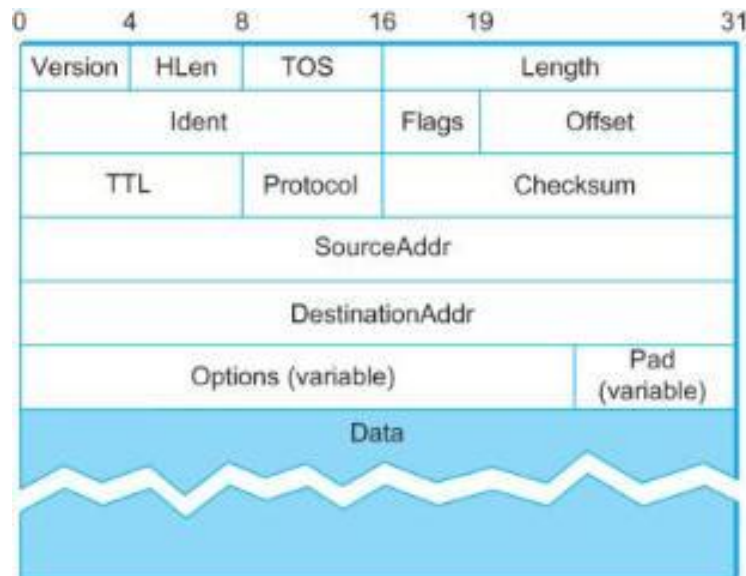 0 4 8 16 19 31
Version HLen TOS Length
Ident Flags Offset
TTL Protocol Checksum
SourceAddr
DestinationAddr
Options (variable) Pad (variable)
Data